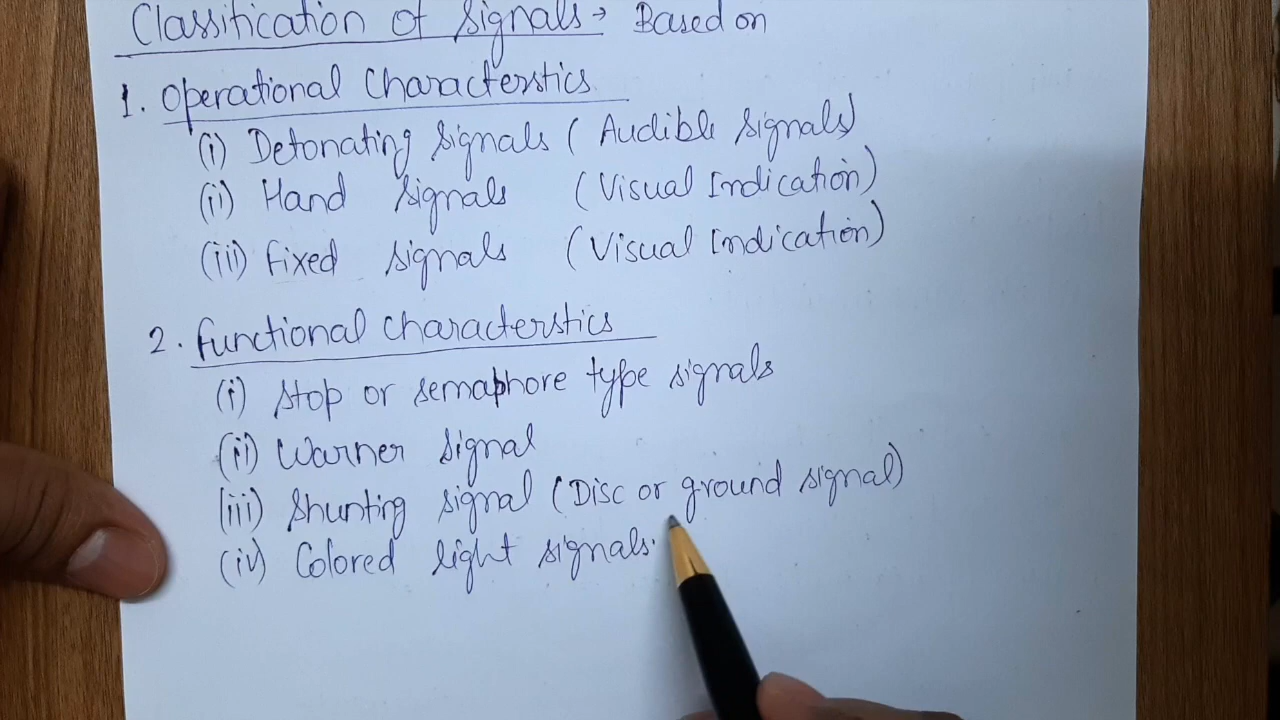 Classification of Signals → Based on
1. Operational Characterstics
(i) Detonating Signals ( Audible Signals)
(ii) Hand Signals (Visual Indication)
(iii) Fixed Signals (Visual Indication)
2. Functional Characterstics
(i) Stop or semaphore type signals
(ii) Warner Signal
(iii) Shunting Signal (Disc or ground signal)
(iv) Colored light signals.